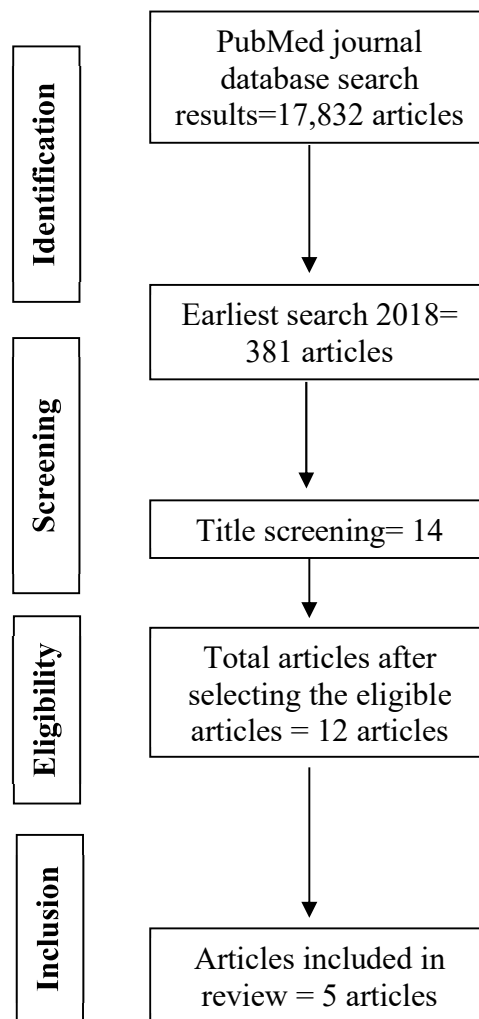 PubMed journal
database search
results=17,832 articles
Identification
Earliest search 2018=
381 articles
Screening
Title screening= 14
Eligibility
Total articles after
selecting the eligible
articles = 12 articles
Inclusion
Articles included in
review = 5 articles